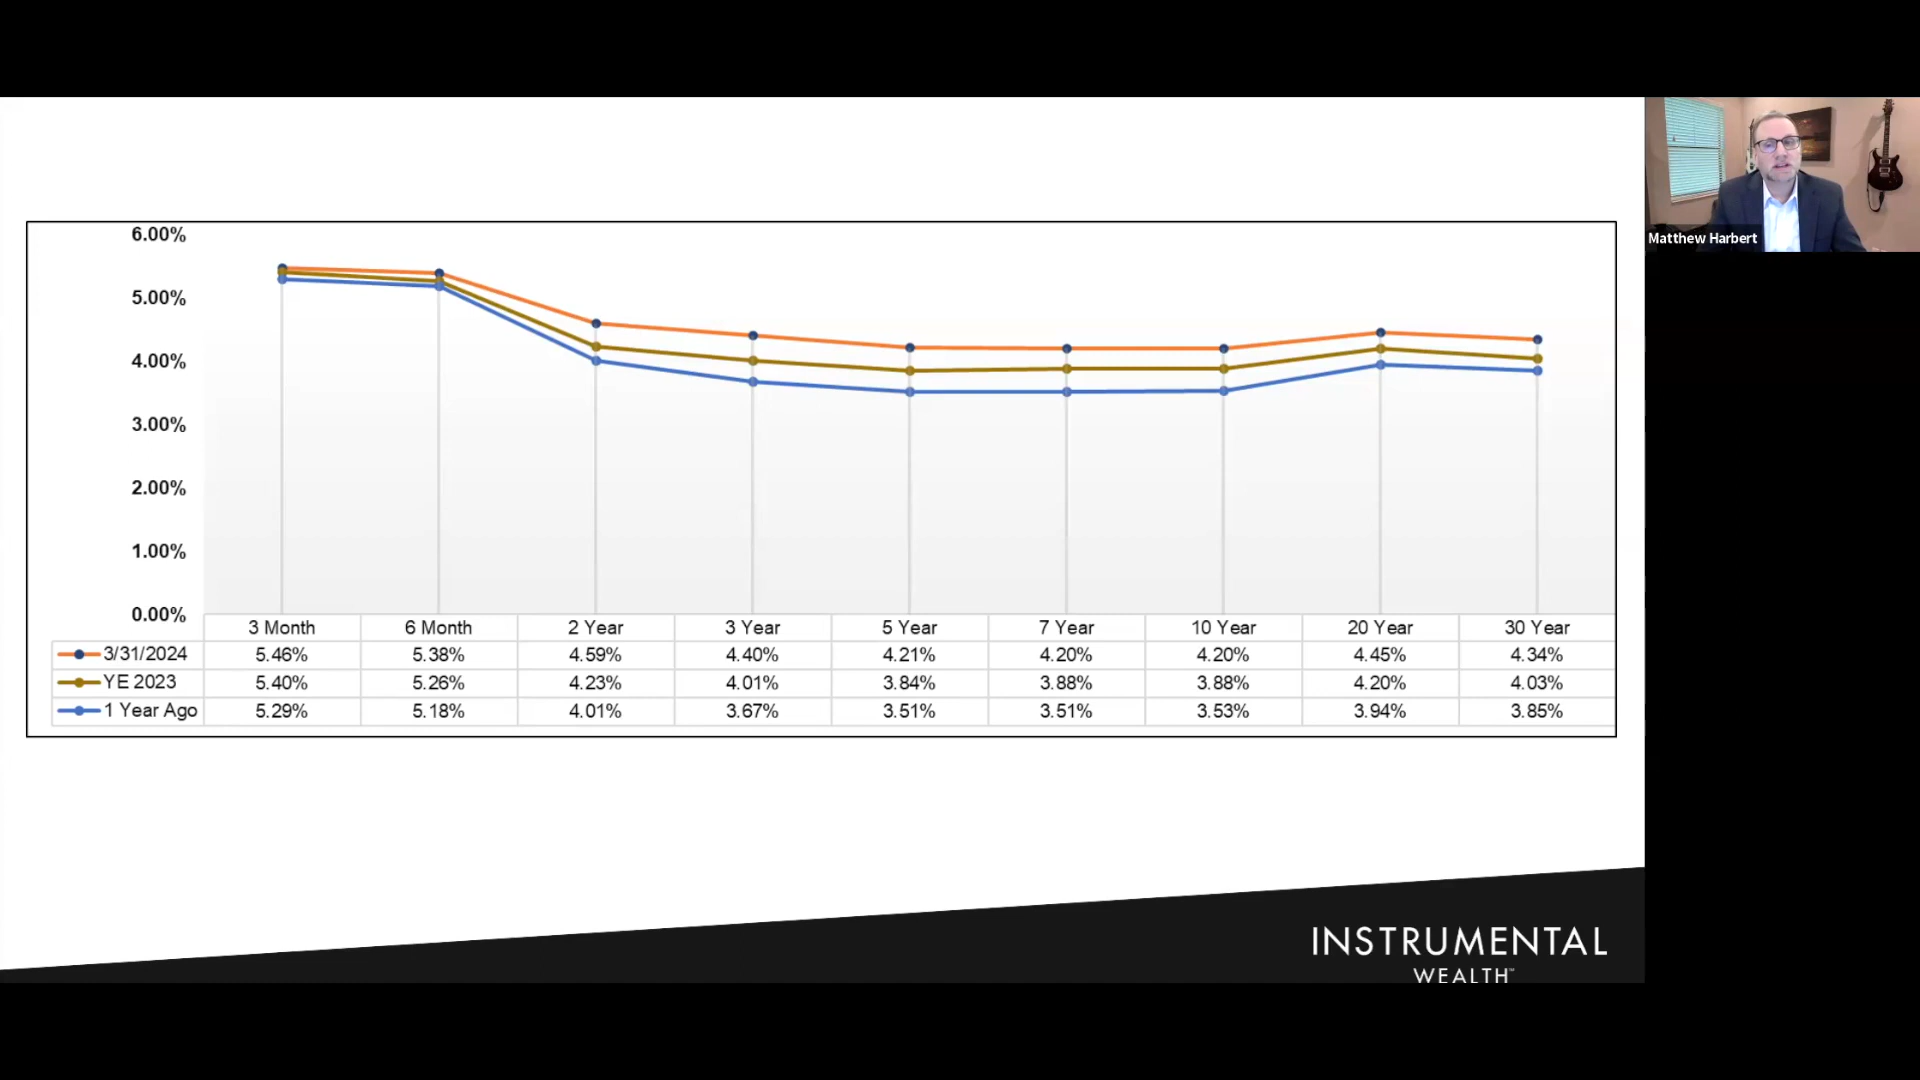 Matthew Harbert
6.00%
5.00%
4.00%
3.00%
2.00%
1.00%
0.00%
3 Month 6 Month 2 Year 3 Year 5 Year 7 Year 10 Year 20 Year 30 Year
3/31/2024 5.46% 5.38% 4.59% 4.40% 4.21% 4.20% 4.20% 4.45% 4.34%
YE 2023 5.40% 5.26% 4.23% 4.01% 3.84% 3.88% 3.88% 4.20% 4.03%
1 Year Ago 5.29% 5.18% 4.01% 3.67% 3.51% 3.51% 3.53% 3.94% 3.85%
INSTRUMENTAL
WEALTH™